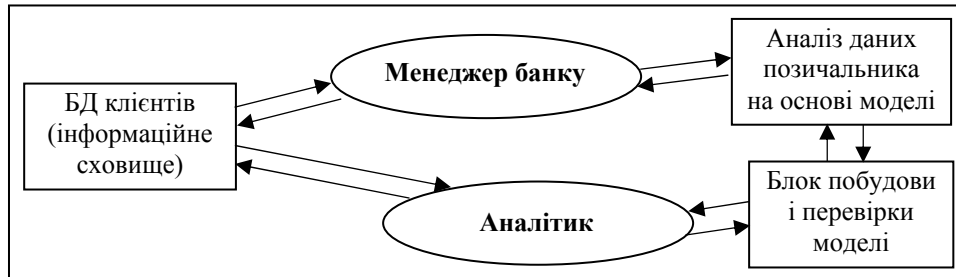 Менеджер банку
Аналіз даних
позичальника
на основі моделі
БД клієнтів
(інформаційне
сховище)
Аналітик
Блок побудови
і перевірки
моделі